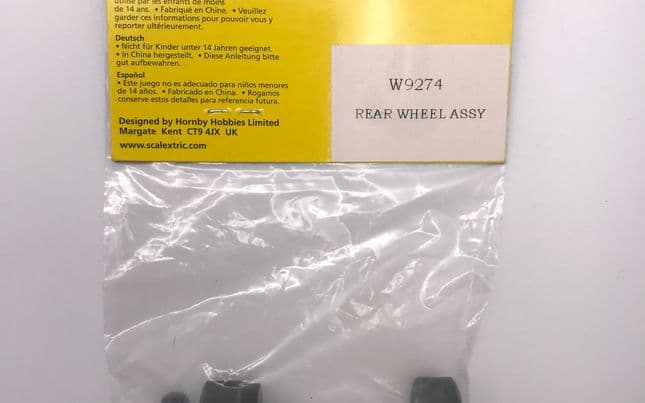 utilisé par les enfants de moins
de 14 ans. • Fabriqué en Chine. • Veuillez
garder ces informations pour pouvoir vous y
reporter ultérieurement.
Deutsch
• Nicht für Kinder unter 14 Jahren geeignet.
• In China hergestellt. • Diese Anleitung bitte
gut aufbewahren.
Español
• Este juego no es adecuado para niños menores
de 14 años. • Fabricado en China. • Rogamos
conserve estos detalles para referencia futura.
Designed by Hornby Hobbies Limited
Margate Kent CT9 4JX UK
www.scalextric.com
W9274
REAR WHEEL ASSY